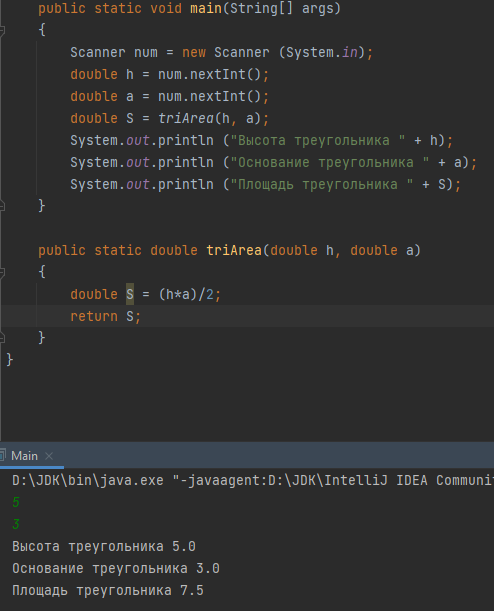 public static void main(String[] args)
{
Scanner num = new Scanner (System.in);
double h = num.nextInt();
double a = num.nextInt();
double S = triArea(h, a);
System.out.println ("Высота треугольника " + h);
System.out.println ("Основание треугольника " + a);
System.out.println ("Площадь треугольника " + S);
}
public static double triArea(double h, double a)
{
double S = (h*a)/2;
return S;
}
}
Main ×
D:\JDK\bin\java.exe "-javaagent:D:\JDK\IntelliJ IDEA Communi
5
3
Высота треугольника 5.0
Основание треугольника 3.0
Площадь треугольника 7.5